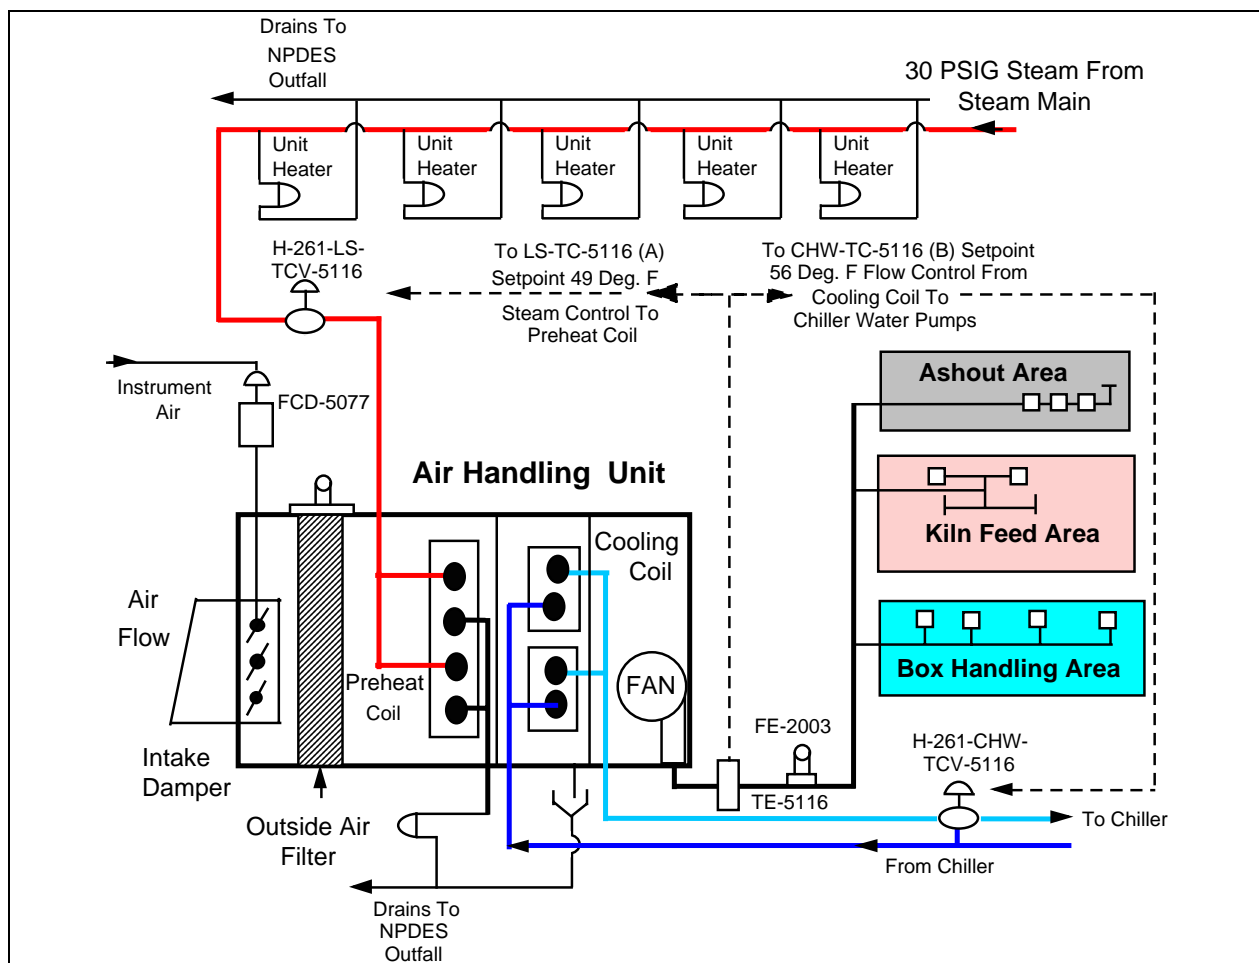 Drains To
NPDES
Outfall
30 PSIG Steam From
Steam Main
Unit
Heater
Unit
Heater
Unit
Heater
Unit
Heater
Unit
Heater
H-261-LS-
TCV-5116
To LS-TC-5116 (A)
Setpoint 49 Deg. F
Steam Control To
Preheat Coil
To CHW-TC-5116 (B) Setpoint
56 Deg. F Flow Control From
Cooling Coil To
Chiller Water Pumps
Instrument
Air
FCD-5077
Ashout Area
Air Handling Unit
Kiln Feed Area
Cooling
Coil
Air
Flow
Preheat
Coil
FAN
Box Handling Area
Intake
Damper
FE-2003
TE-5116
H-261-CHW-
TCV-5116
Outside Air
Filter
To Chiller
From Chiller
Drains To
NPDES
Outfall